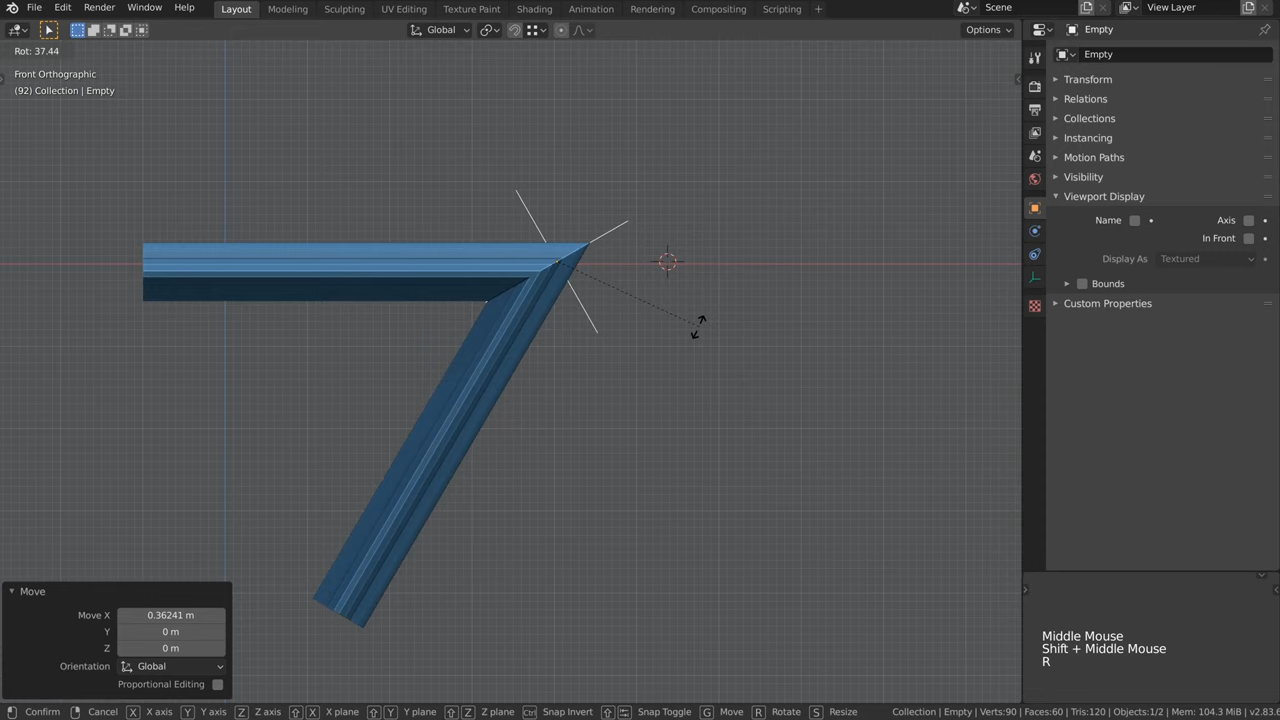 File Edit Render Window Help
Layout Modeling Sculpting UV Editing Texture Paint Shading Animation Rendering Compositing Scripting +
Scene
View Layer
Global
Options
Rot: 37.44
Front Orthographic
(92) Collection | Empty
Empty
Empty
Transform
Relations
Collections
Instancing
Motion Paths
Visibility
Viewport Display
Name Axis
In Front
Display As Textured
Bounds
Custom Properties
Move
Move X 0.36241 m
Y 0 m
Z 0 m
Orientation Global
Proportional Editing
Middle Mouse
Shift + Middle Mouse
R
Confirm Cancel X X axis Y Y axis Z Z axis X X plane Y Y plane Z Z plane Ctrl Snap Invert Snap Toggle G Move R Rotate S Resize Collection | Empty | Verts:90 | Faces:60 | Tris:120 | Objects:1/2 | Mem: 104.3 MiB | v2.83.0